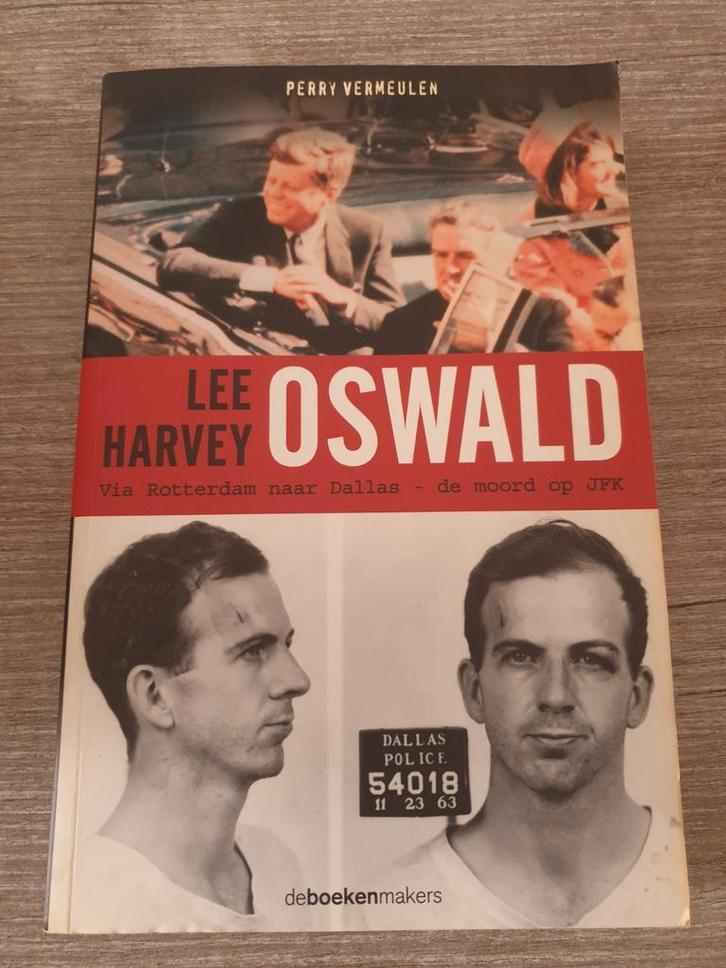 PERRY VERMEULEN
LEE
HARVEY
OSWALD
Via Rotterdam naar Dallas - de moord op JFK
DALLAS
POLICE
54018
11 23 63
deboekenmakers